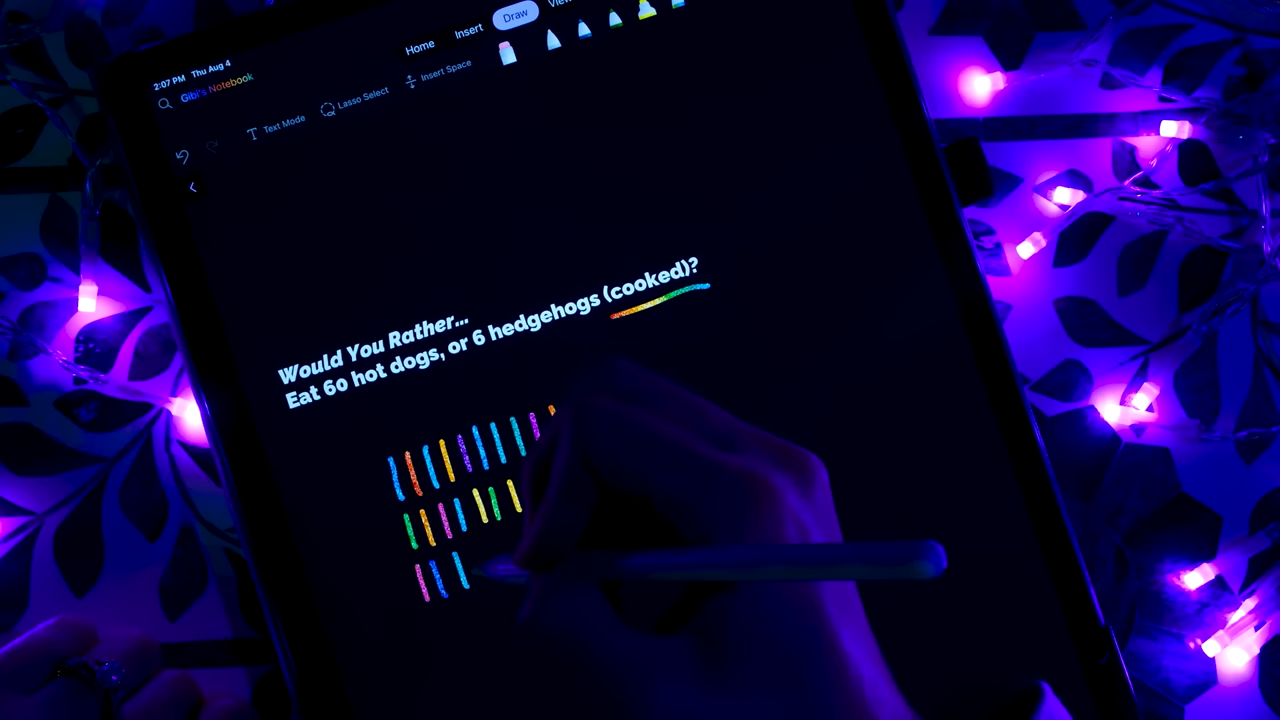 2:07 PM Thu Aug 4
Home Insert Draw View
Gibi's Notebook
Text Mode Lasso Select Insert Space
Would You Rather...
Eat 60 hot dogs, or 6 hedgehogs (cooked)?